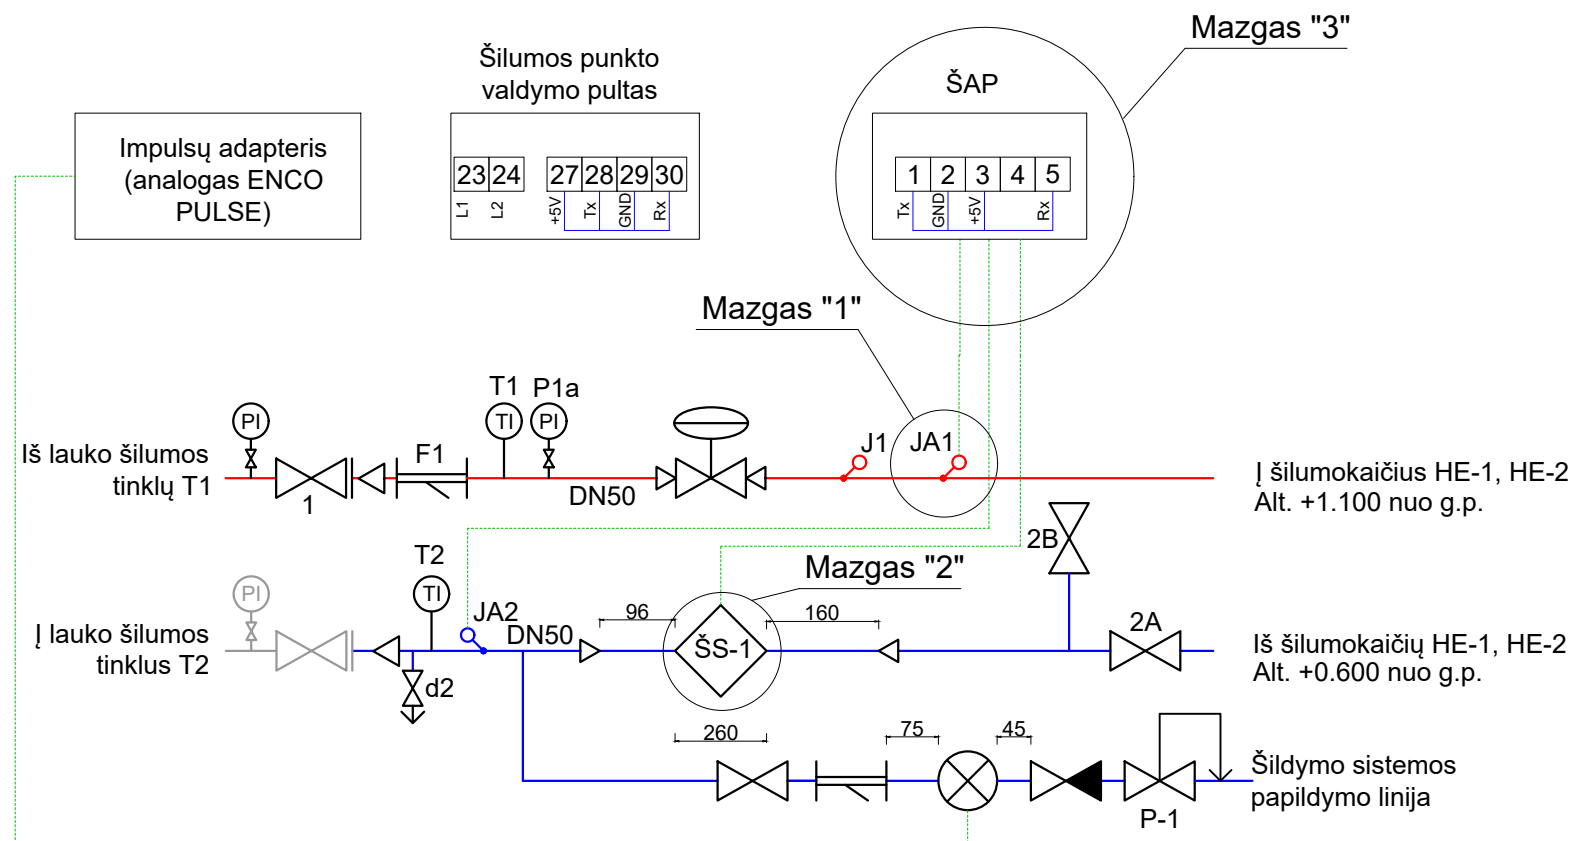 Mazgas "3"
Šilumos punkto
valdymo pultas
ŠAP
Impulsų adapteris
(analogas ENCO
PULSE)
23 24 27 28 29 30
L1 L2 +5V Tx GND Rx
1 2 3 4 5
Tx GND +5V Rx
Mazgas "1"
T1 P1a
PI TI PI
J1 JA1
Iš lauko šilumos
tinklų T1
F1
1
DN50
Į šilumokaičius HE-1, HE-2
Alt. +1.100 nuo g.p.
2B
T2
Mazgas "2"
PI TI
JA2
DN50
96
160
2A
Į lauko šilumos
tinklus T2
ŠS-1
d2
Iš šilumokaičių HE-1, HE-2
Alt. +0.600 nuo g.p.
260
75
45
Šildymo sistemos
papildymo linija
P-1